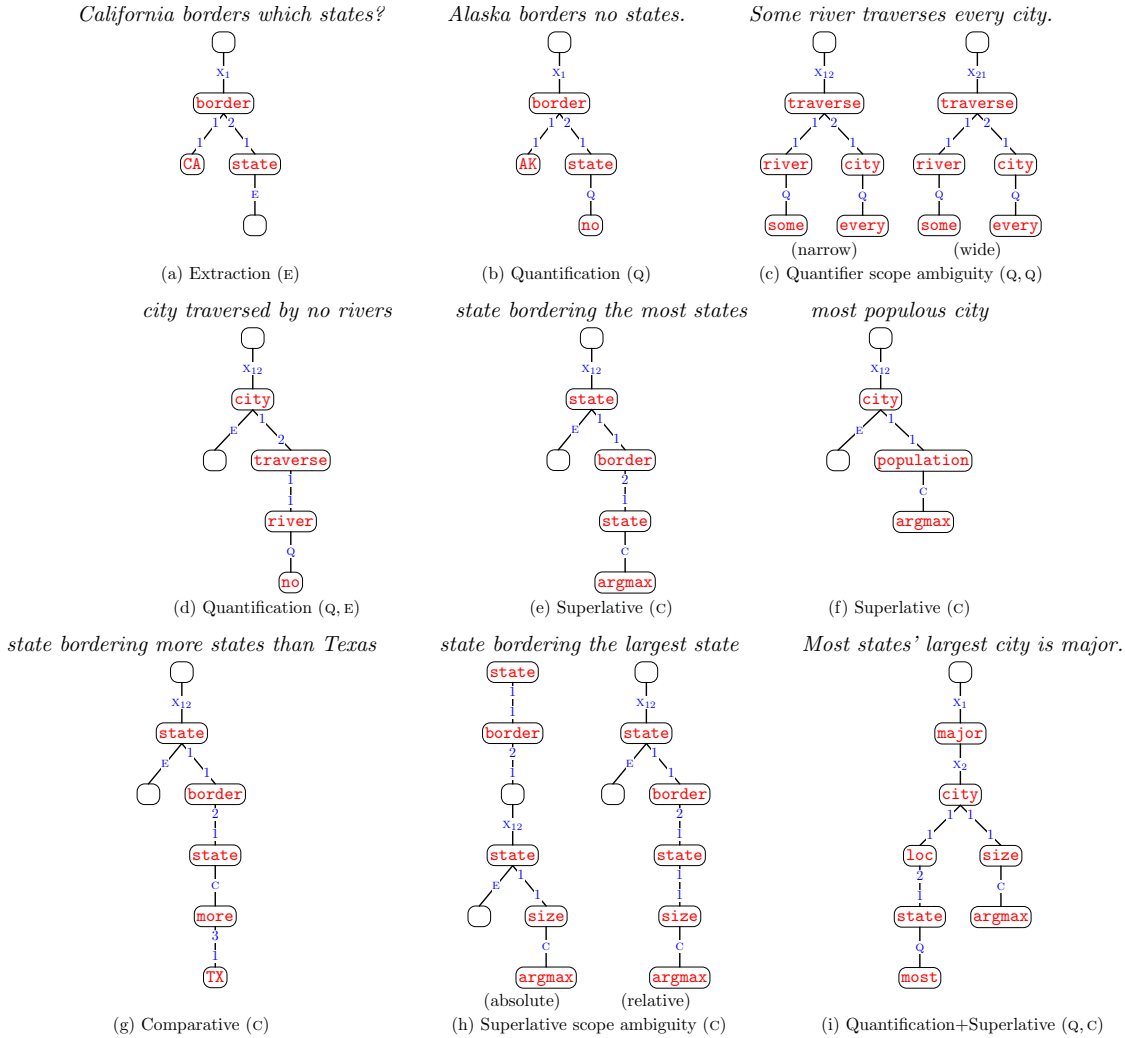 California borders which states?
Alaska borders no states.
Some river traverses every city.
X1
X1
X12
X21
border
border
traverse
traverse
1 2
1 2
1 2
1 2
1 1
1 1
1 1
1 1
CA state
AK state
river city
river city
E
Q
Q Q
Q Q
no
some every
some every
(narrow)
(wide)
(a) Extraction (E)
(b) Quantification (Q)
(c) Quantifier scope ambiguity (Q, Q)
city traversed by no rivers
state bordering the most states
most populous city
X12
X12
X12
city
state
city
E 1
E 1
E 1
2
1
1
traverse
border
population
1
2
C
1
1
river
state
argmax
Q
C
no
argmax
(d) Quantification (Q, E)
(e) Superlative (C)
(f) Superlative (C)
state bordering more states than Texas
state bordering the largest state
Most states' largest city is major.
state
X12
1
X12
X1
1
state
border
state
major
E 1
2
E 1
X2
1
1
1
border
border
city
2
X12
2
1 1
1
1
1 1
state
state
state
loc size
C
E 1
1
2 C
1
1
1
more
size
size
state argmax
3
C
C
Q
1
TX
argmax
argmax
most
(absolute)
(relative)
(g) Comparative (C)
(h) Superlative scope ambiguity (C)
(i) Quantification+Superlative (Q, C)